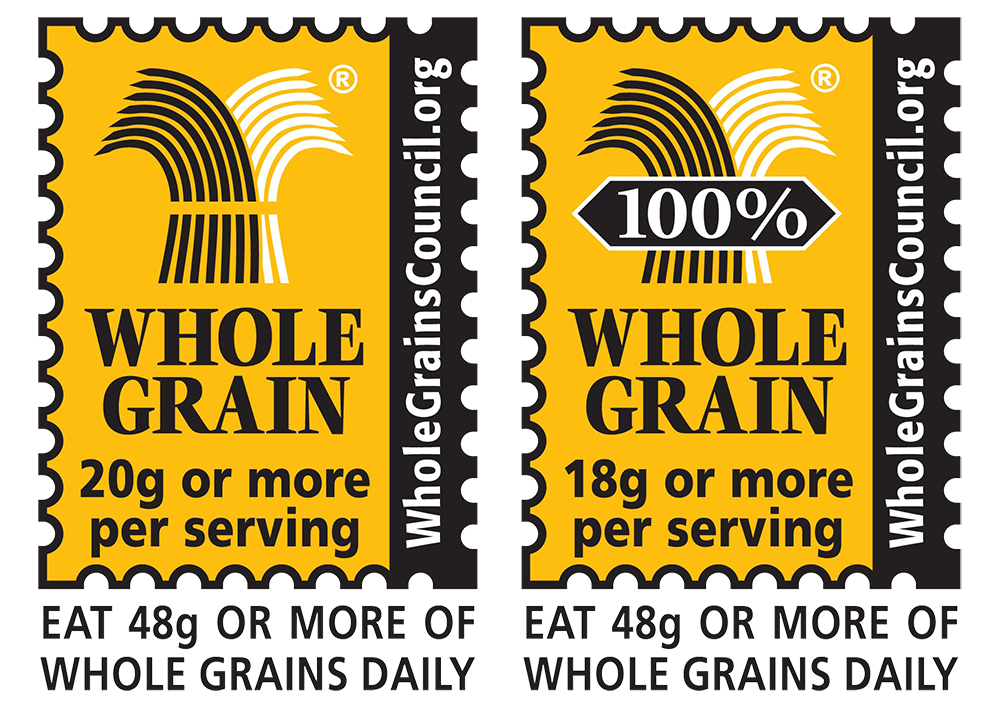 ®
WHOLE
GRAIN
20g or more
per serving
WholeGrainsCouncil.org
EAT 48g OR MORE OF
WHOLE GRAINS DAILY
®
100%
WHOLE
GRAIN
18g or more
per serving
WholeGrainsCouncil.org
EAT 48g OR MORE OF
WHOLE GRAINS DAILY